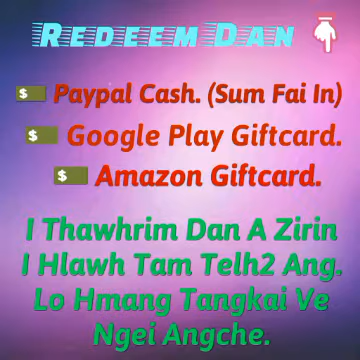 Redeem Dan
Paypal Cash. (Sum Fai In)
Google Play Giftcard.
Amazon Giftcard.
I Thawhrim Dan A Zirin
I Hlawh Tam Telh2 Ang.
Lo Hmang Tangkai Ve
Ngei Angche.